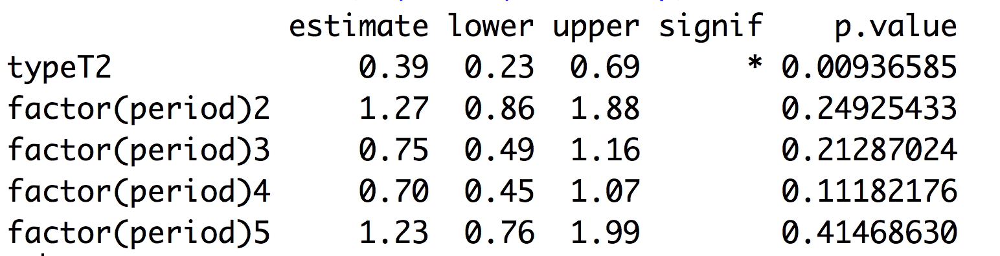 estimate lower upper signif p.value
typeT2 0.39 0.23 0.69 * 0.00936585
factor(period)2 1.27 0.86 1.88 0.24925433
factor(period)3 0.75 0.49 1.16 0.21287024
factor(period)4 0.70 0.45 1.07 0.11182176
factor(period)5 1.23 0.76 1.99 0.41468630